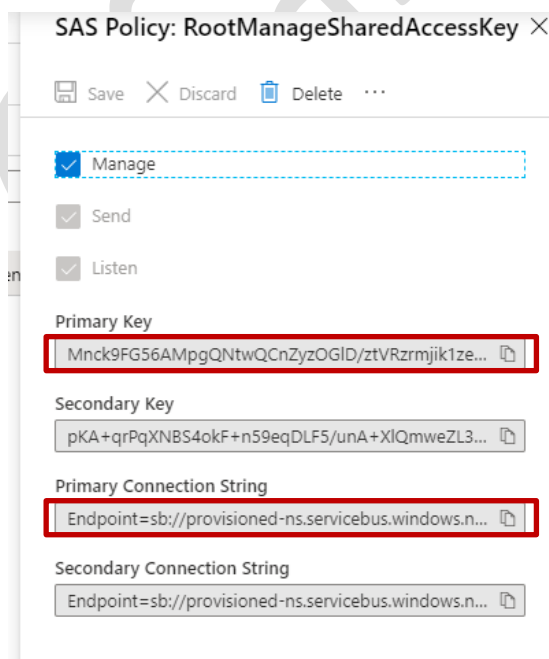 SAS Policy: RootManageSharedAccessKey
Save Discard Delete ...
Manage
Send
en
Listen
Primary Key
Mnck9FG56AMpgQNtwQCnZyzOGlD/ztVRzrmjik1ze...
Secondary Key
pKA+qrPqXNBS4okF+n59eqDLF5/unA+XlQmweZL3...
Primary Connection String
Endpoint=sb://provisioned-ns.servicebus.windows.n...
Secondary Connection String
Endpoint=sb://provisioned-ns.servicebus.windows.n...